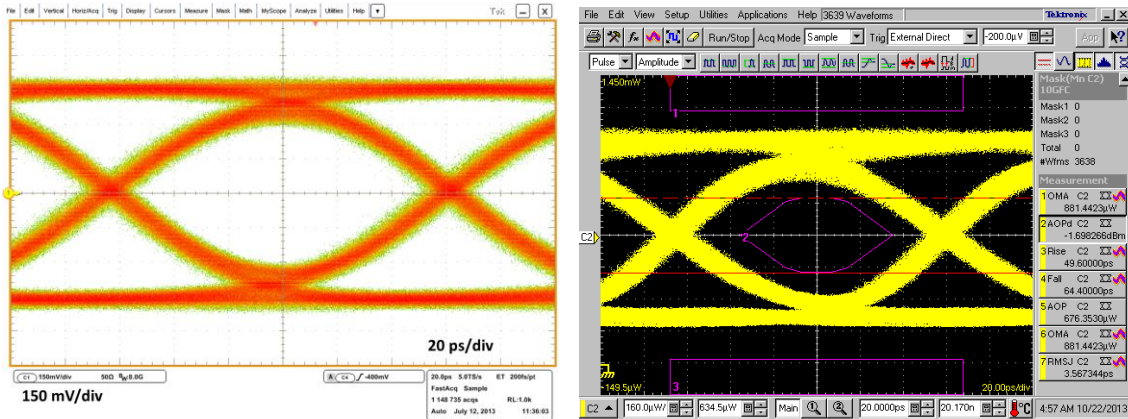 File Edit Vertical Horiz/Acq Trig Display Cursors Measure Mask Math MyScope Analyze Utilities Help
Tek
20 ps/div
C1 150mV/div 50Ω BW:8.0G
A C4 -400mV
20.0ps 5.0TS/s ET 200fs/pt
FastAcq Sample
1 148 735 acqs RL:1.0k
Auto July 12, 2013 11:36:03
150 mV/div
File Edit View Setup Utilities Applications Help 3639 Waveforms Tektronix
Run/Stop Acq Mode Sample Trig External Direct -200.0µV App
Pulse Amplitude
1.450mW
1
2
3
C2
-149.5µW 20.00ps/div
Mask(Mn C2)
10GFC
Mask1 0
Mask2 0
Mask3 0
Total 0
#Wfms 3638
Measurement
1 OMA C2
881.4423µW
2 AOPd C2
-1.698266dBm
3 Rise C2
49.60000ps
4 Fall C2
64.40000ps
5 AOP C2
676.3530µW
6 OMA C2
881.4423µW
7 RMSJ C2
3.567344ps
C2 160.0µW/ 634.5µW Main 1 2 20.0000ps 20.170n °C 4:57 AM 10/22/2013